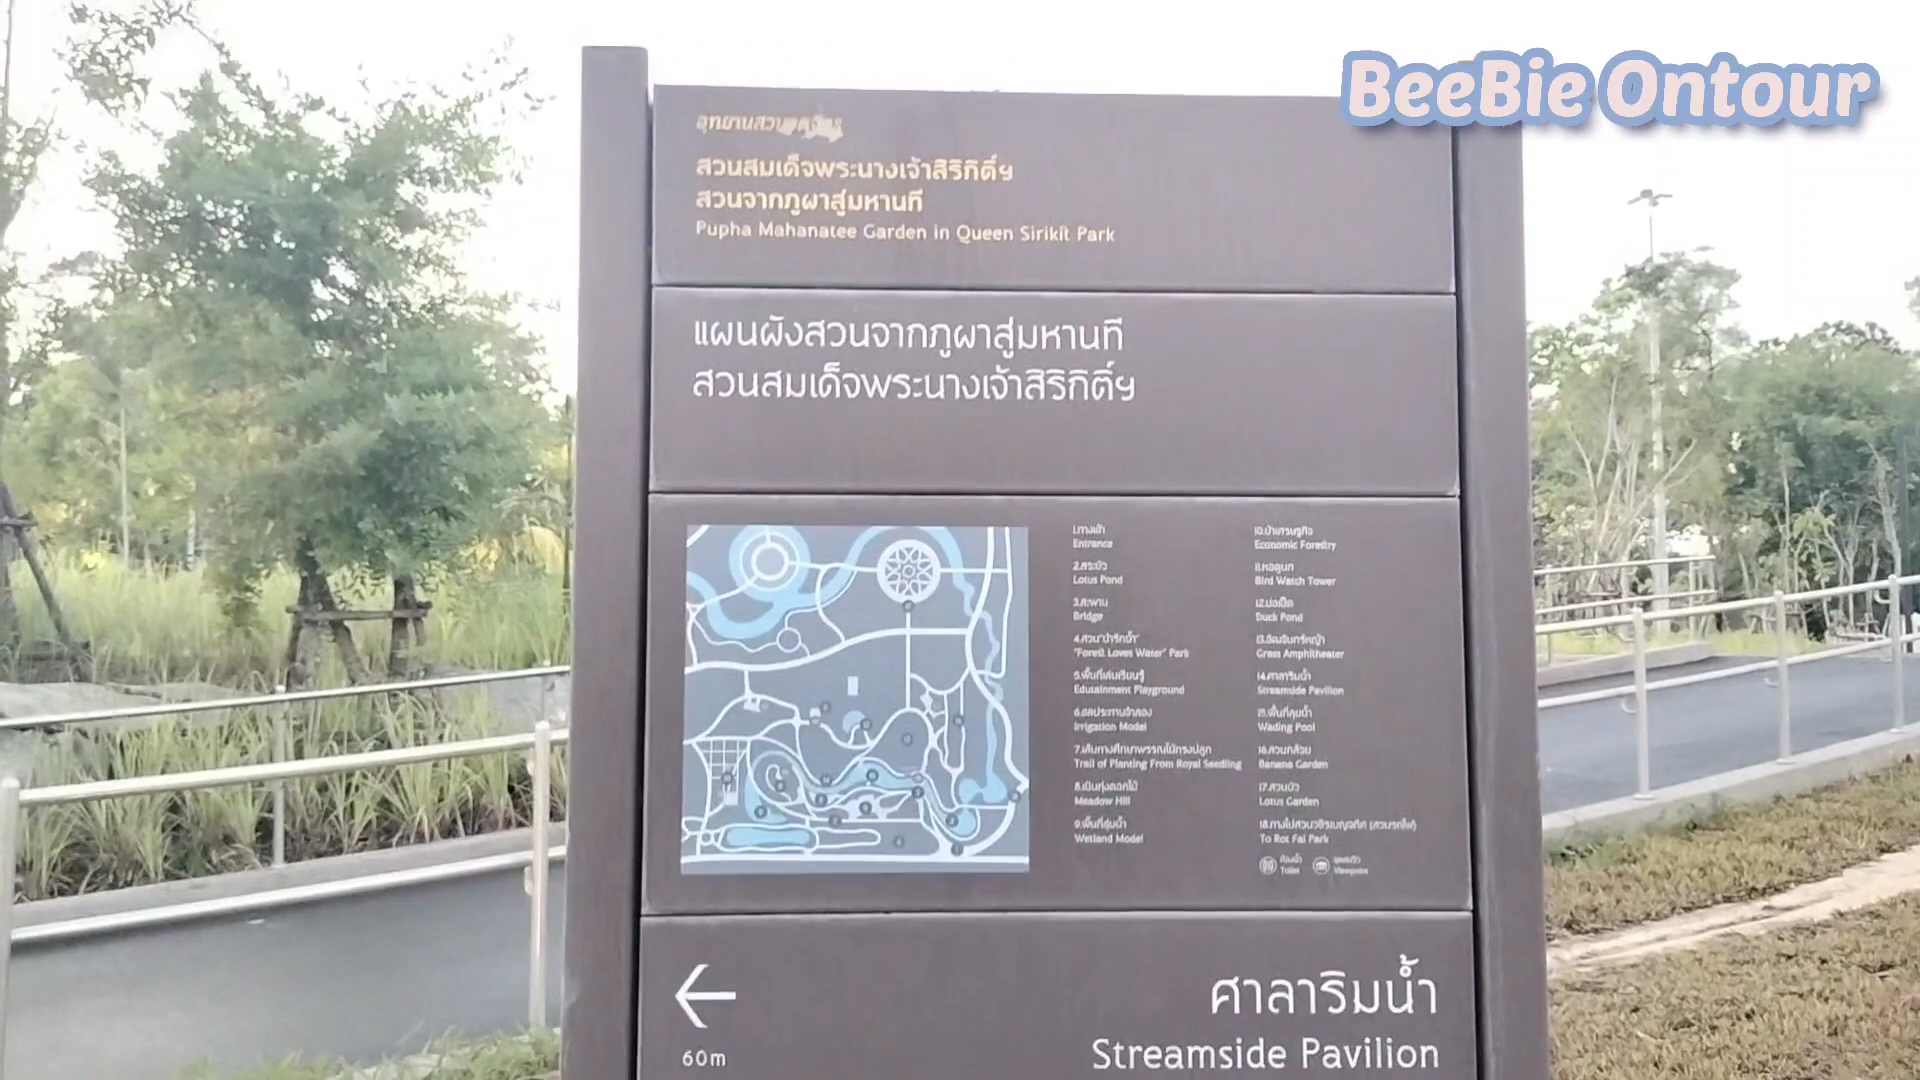 BeeBie Ontour
สวนสมเด็จพระนางเจ้าสิริกิติ์ฯ
สวนจากภูผาสู่มหานที
Pupha Mahanatee Garden in Queen Sirikit Park
แผนผังสวนจากภูผาสู่มหานที
สวนสมเด็จพระนางเจ้าสิริกิติ์ฯ
1.ทางเข้า
Entrance
2.สระบัว
Lotus Pond
3.สะพาน
Bridge
4.สวน"ป่ารักน้ำ"
"Forest Loves Water" Park
5.พื้นที่เล่นเรียนรู้
Edutainment Playground
6.ชลประทานจำลอง
Irrigation Model
7.เส้นทางศึกษาพรรณไม้ทรงปลูก
Trail of Planting From Royal Seedling
8.เนินทุ่งดอกไม้
Meadow Hill
9.พื้นที่ชุ่มน้ำ
Wetland Model
10.ป่าเศรษฐกิจ
Economic Forestry
11.หอดูนก
Bird Watch Tower
12.บ่อเป็ด
Duck Pond
13.อัฒจันทร์หญ้า
Grass Amphitheater
14.ศาลาริมน้ำ
Streamside Pavilion
15.พื้นที่ลุยน้ำ
Wading Pool
16.สวนกล้วย
Banana Garden
17.สวนบัว
Lotus Garden
18.ทางไปสวนวชิรเบญจทัศ (สวนรถไฟ)
To Rot Fai Park
ห้องน้ำ
Toilet
จุดชมวิว
Viewpoint
60m
ศาลาริมน้ำ
Streamside Pavilion